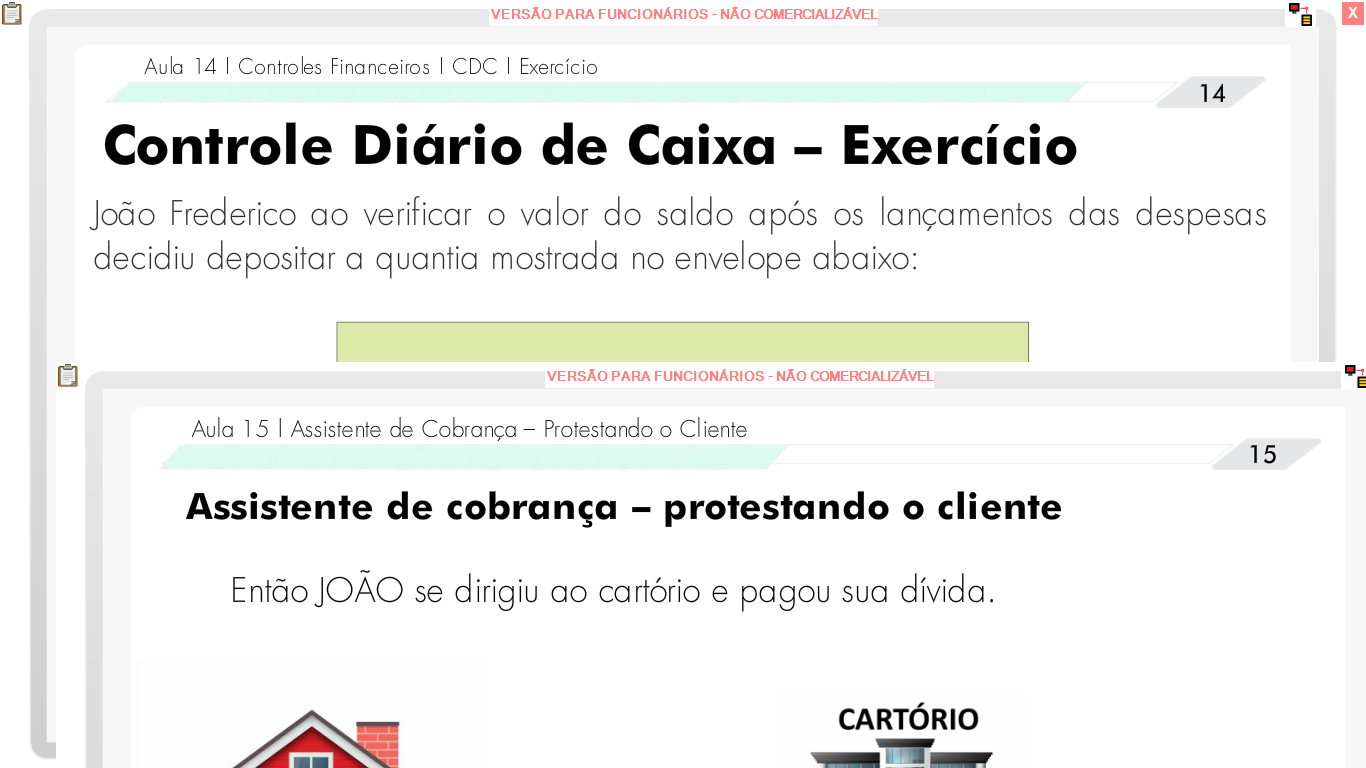 VERSÃO PARA FUNCIONÁRIOS - NÃO COMERCIALIZÁVEL
X
Aula 14 | Controles Financeiros | CDC | Exercício
14
Controle Diário de Caixa – Exercício
João Frederico ao verificar o valor do saldo após os lançamentos das despesas
decidiu depositar a quantia mostrada no envelope abaixo:
VERSÃO PARA FUNCIONÁRIOS - NÃO COMERCIALIZÁVEL
Aula 15 | Assistente de Cobrança – Protestando o Cliente
15
Assistente de cobrança – protestando o cliente
Então JOÃO se dirigiu ao cartório e pagou sua dívida.
CARTÓRIO